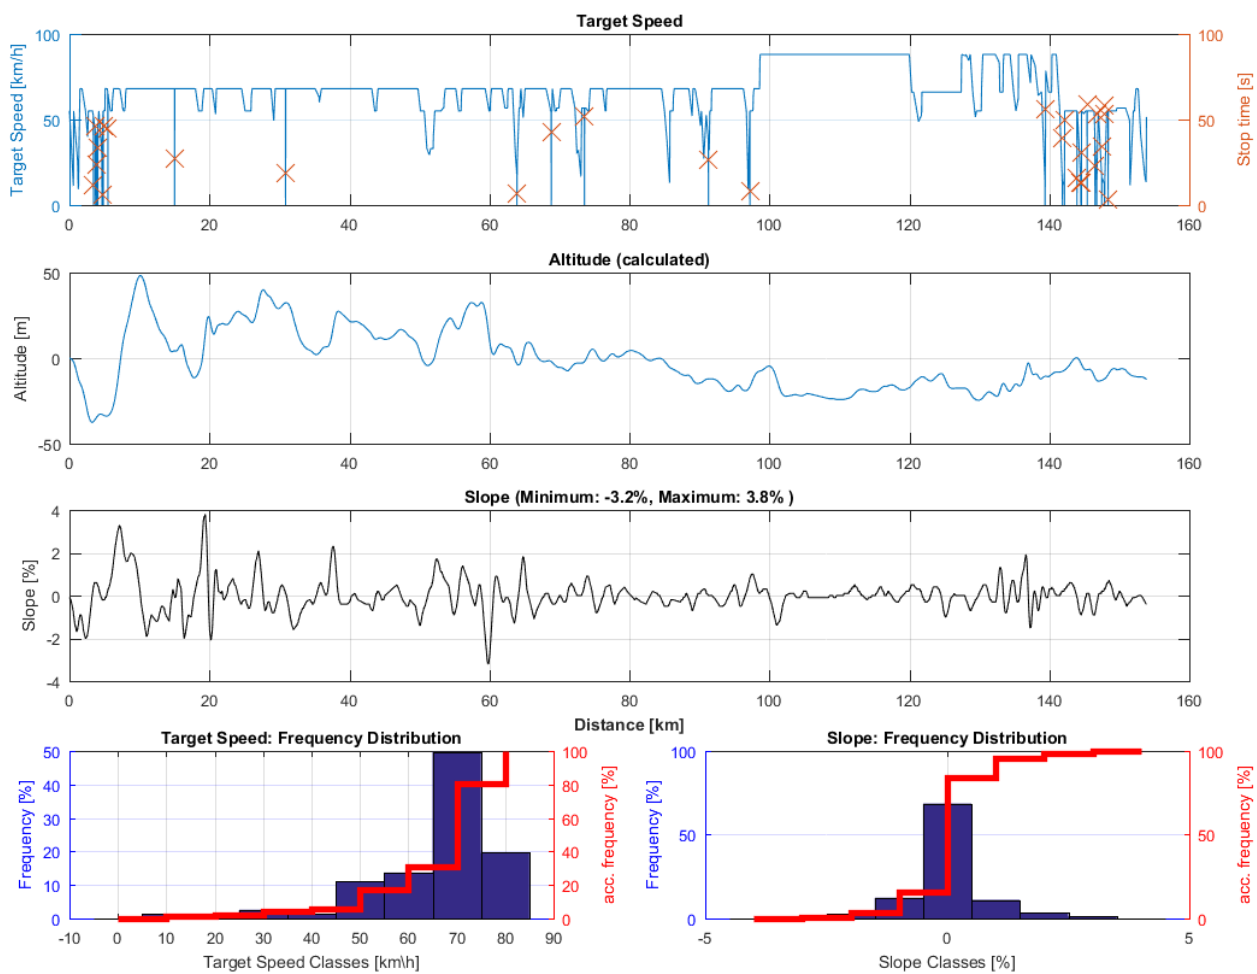 Target Speed
100
50
0
Target Speed [km/h]
100
50
0
Stop time [s]
0 20 40 60 80 100 120 140 160
Altitude (calculated)
50
0
-50
Altitude [m]
0 20 40 60 80 100 120 140 160
Slope (Minimum: -3.2%, Maximum: 3.8% )
4
2
0
-2
-4
Slope [%]
0 20 40 60 80 100 120 140 160
Distance [km]
Target Speed: Frequency Distribution
50
40
30
20
10
0
Frequency [%]
100
80
60
40
20
0
acc. frequency [%]
-10 0 10 20 30 40 50 60 70 80 90
Target Speed Classes [km\h]
Slope: Frequency Distribution
100
50
0
Frequency [%]
100
50
0
acc. frequency [%]
-5 0 5
Slope Classes [%]